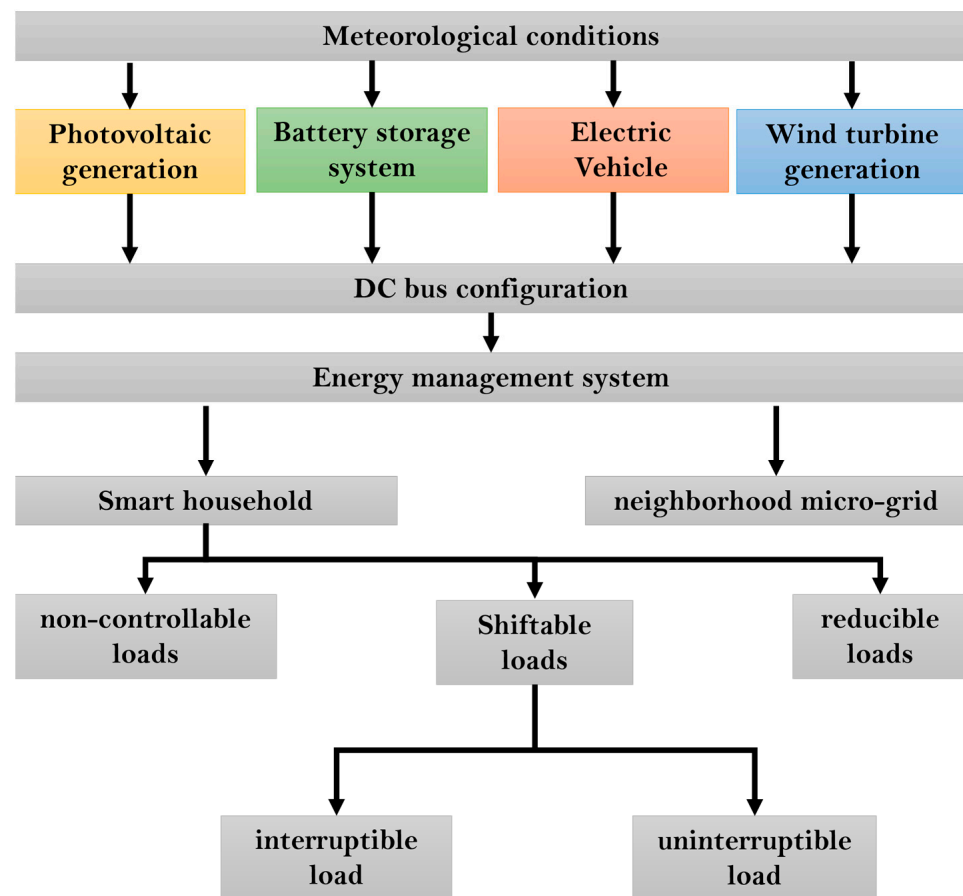 Meteorological conditions
Photovoltaic
generation
Battery storage
system
Electric
Vehicle
Wind turbine
generation
DC bus configuration
Energy management system
Smart household
neighborhood micro-grid
non-controllable
loads
Shiftable
loads
reducible
loads
interruptible
load
uninterruptible
load